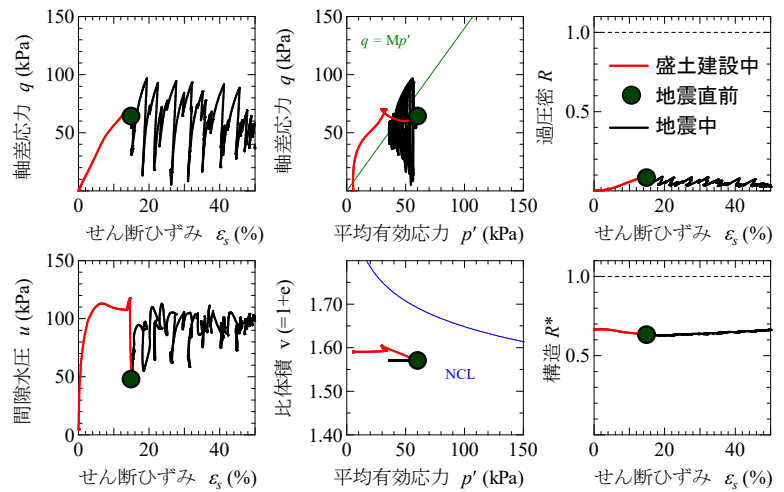 軸差応力 q (kPa)
150
100
50
0
0 20 40
せん断ひずみ εs (%)
軸差応力 q (kPa)
150
100
50
0
q = Mp′
0 50 100 150
平均有効応力 p′ (kPa)
過圧密 R
1.0
0.5
0
盛土建設中
地震直前
地震中
0 20 40
せん断ひずみ εs (%)
間隙水圧 u (kPa)
150
100
50
0
0 20 40
せん断ひずみ εs (%)
比体積 v (=1+e)
1.70
1.60
1.50
1.40
NCL
0 50 100 150
平均有効応力 p′ (kPa)
構造 R*
1.0
0.5
0
0 20 40
せん断ひずみ εs (%)